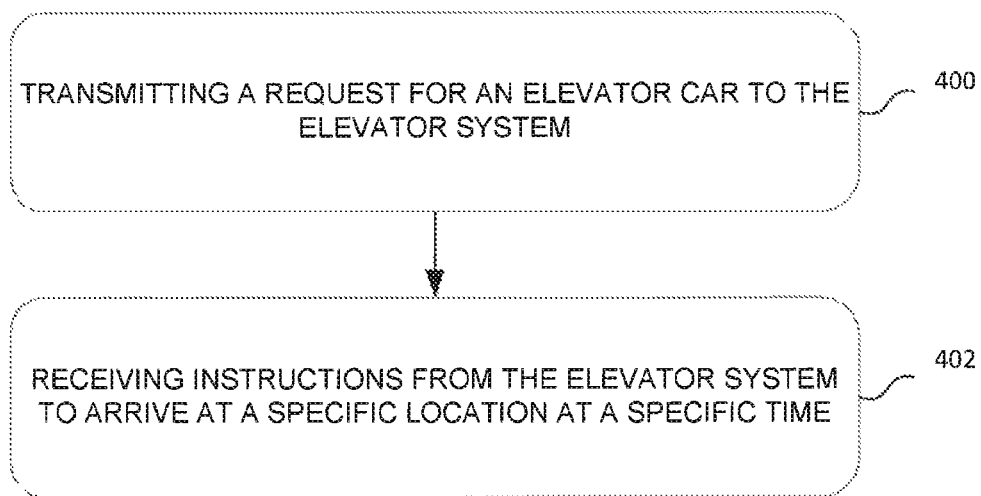 TRANSMITTING A REQUEST FOR AN ELEVATOR CAR TO THE
ELEVATOR SYSTEM
400
RECEIVING INSTRUCTIONS FROM THE ELEVATOR SYSTEM
TO ARRIVE AT A SPECIFIC LOCATION AT A SPECIFIC TIME
402